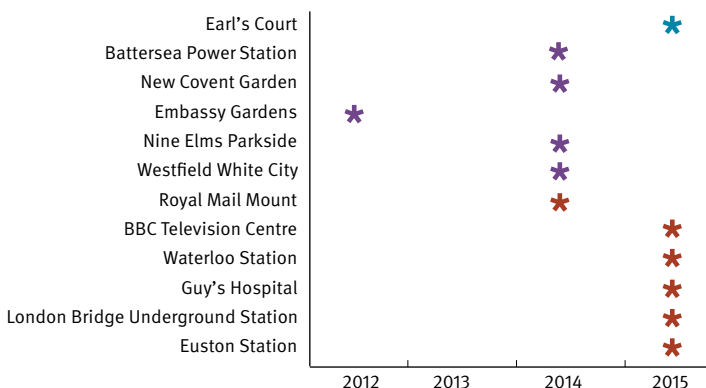 Earl's Court
Battersea Power Station
New Covent Garden
Embassy Gardens
Nine Elms Parkside
Westfield White City
Royal Mail Mount
BBC Television Centre
Waterloo Station
Guy's Hospital
London Bridge Underground Station
Euston Station
2012 2013 2014 2015